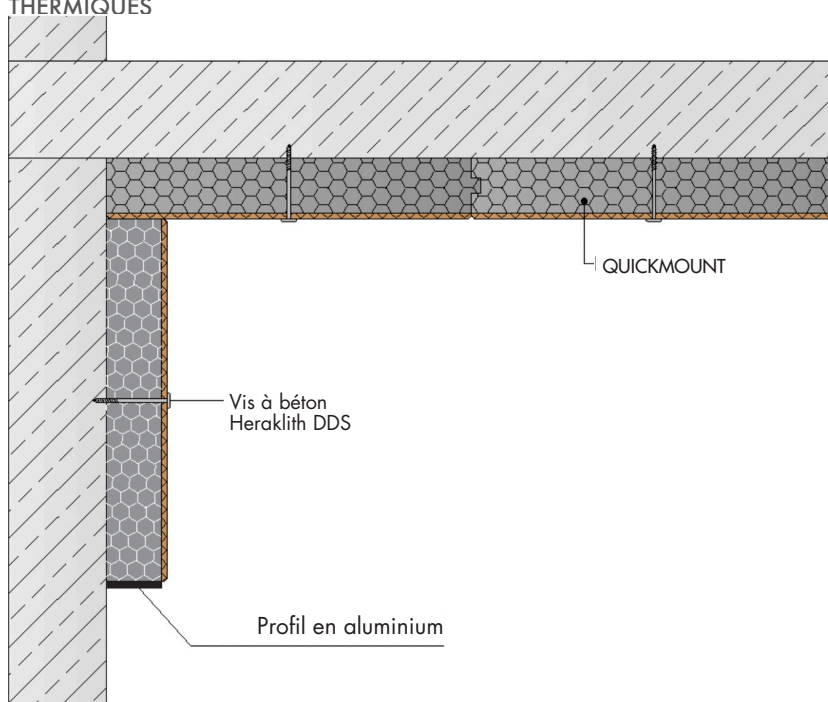 THERMIQUES
QUICKMOUNT
Vis à béton
Heraklith DDS
Profil en aluminium